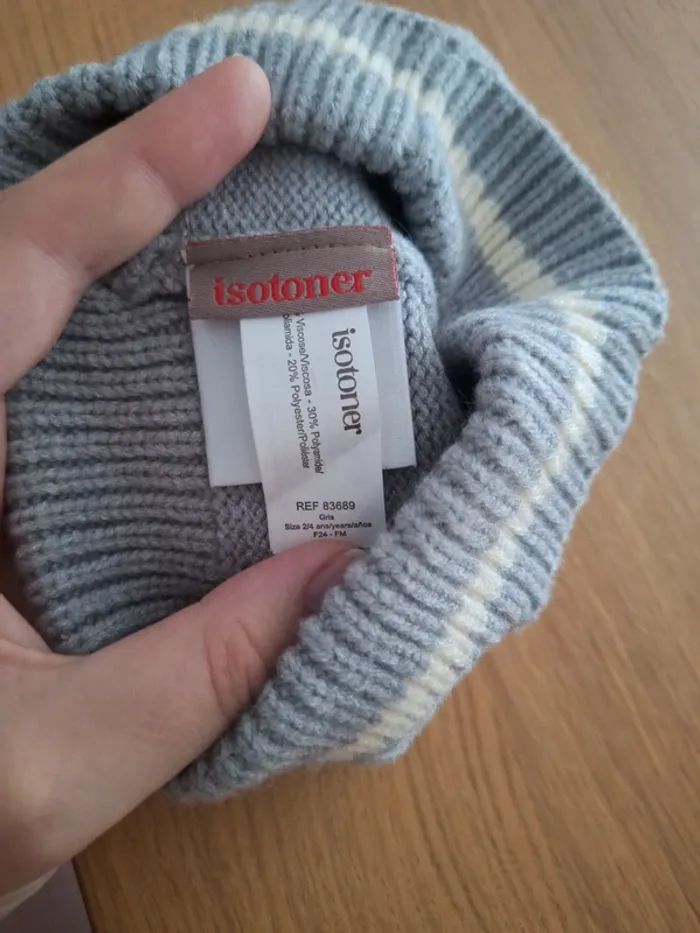 isotoner
isotoner
Viscose/Viscosa - 30% Polyamide/
oliamida - 20% Polyester/Poliéster
REF 83689
Gris
Size 2/4 ans/years/años
F24 - FM